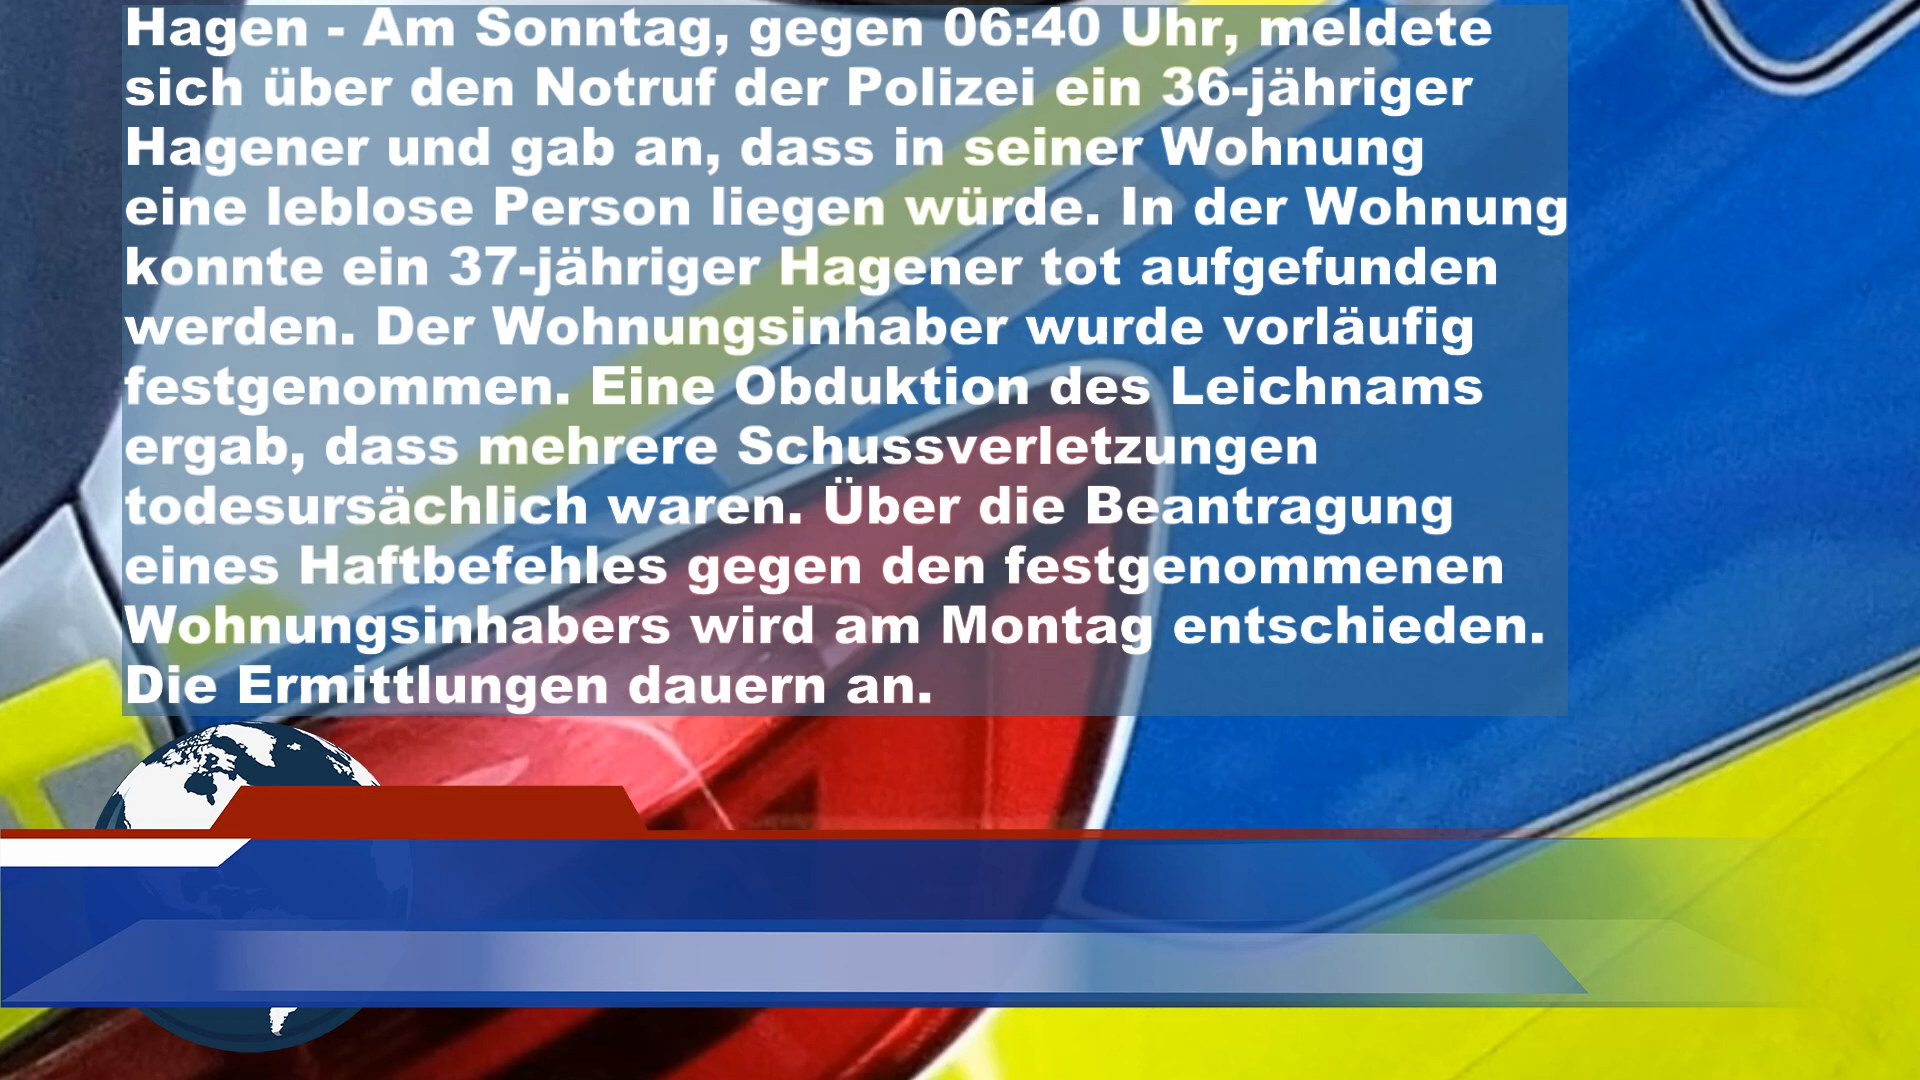 Hagen - Am Sonntag, gegen 06:40 Uhr, meldete
sich über den Notruf der Polizei ein 36-jähriger
Hagener und gab an, dass in seiner Wohnung
eine leblose Person liegen würde. In der Wohnung
konnte ein 37-jähriger Hagener tot aufgefunden
werden. Der Wohnungsinhaber wurde vorläufig
festgenommen. Eine Obduktion des Leichnams
ergab, dass mehrere Schussverletzungen
todesursächlich waren. Über die Beantragung
eines Haftbefehles gegen den festgenommenen
Wohnungsinhabers wird am Montag entschieden.
Die Ermittlungen dauern an.